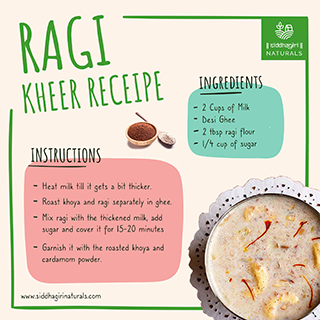 RAGI
KHEER RECEIPE
|| siddhagiri ||
NATURALS
INGREDIENTS
- 2 Cups of Milk
- Desi Ghee
- 2 tbsp ragi flour
- 1/4 cup of sugar
INSTRUCTIONS
- Heat milk till it gets a bit thicker.
- Roast khoya and ragi separately in ghee.
- Mix ragi with the thickened milk, add
sugar and cover it for 15-20 minutes
- Garnish it with the roasted khoya and
cardamom powder.
www.siddhagirinaturals.com